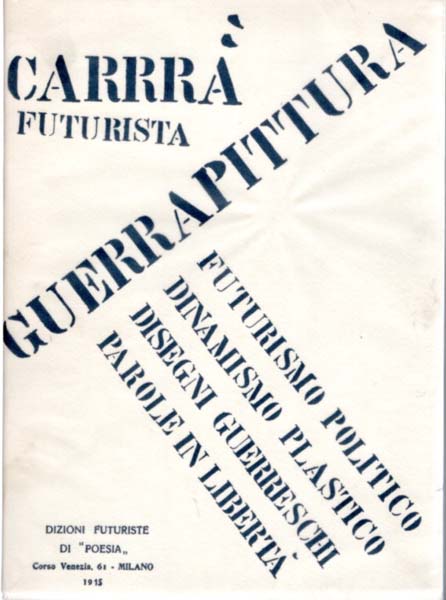 CARRRÀ
FUTURISTA
GUERRAPITTURA
FUTURISMO POLITICO
DINAMISMO PLASTICO
DISEGNI GUERRESCHI
PAROLE IN LIBERTÀ
DIZIONI FUTURISTE
DI "POESIA„
Corso Venezia, 61 - MILANO
1915